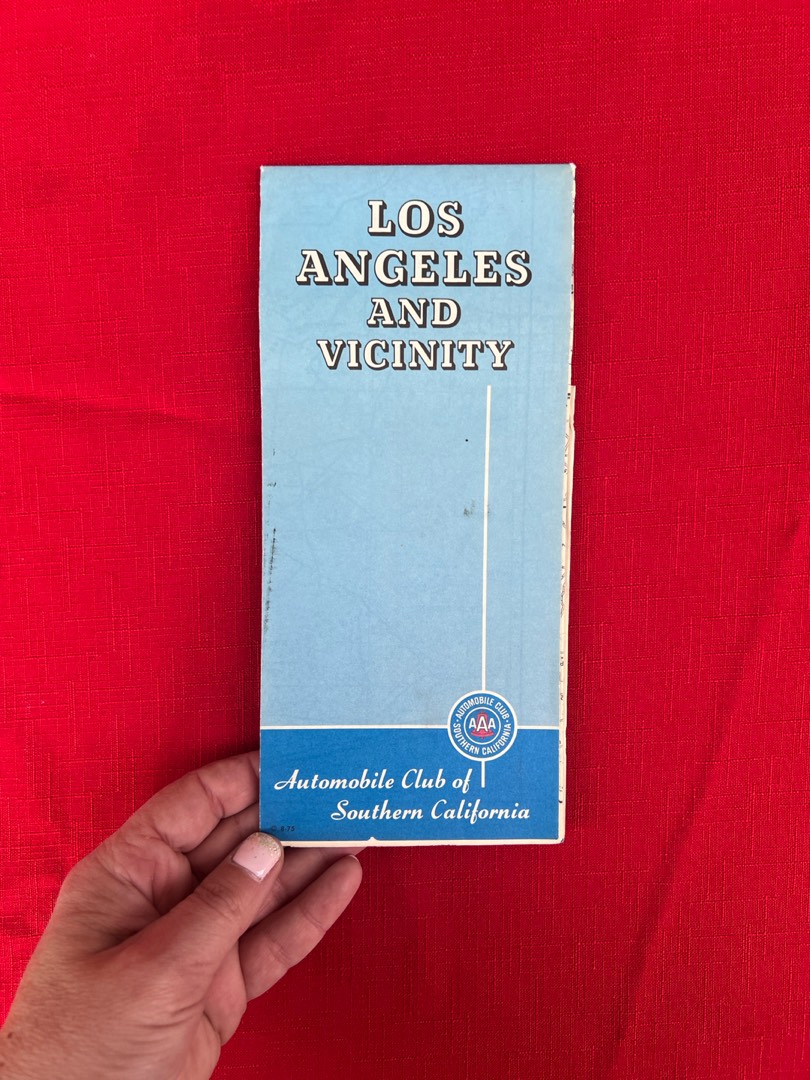 LOS
ANGELES
AND
VICINITY
AUTOMOBILE CLUB
AAA
SOUTHERN CALIFORNIA
Automobile Club of
Southern California